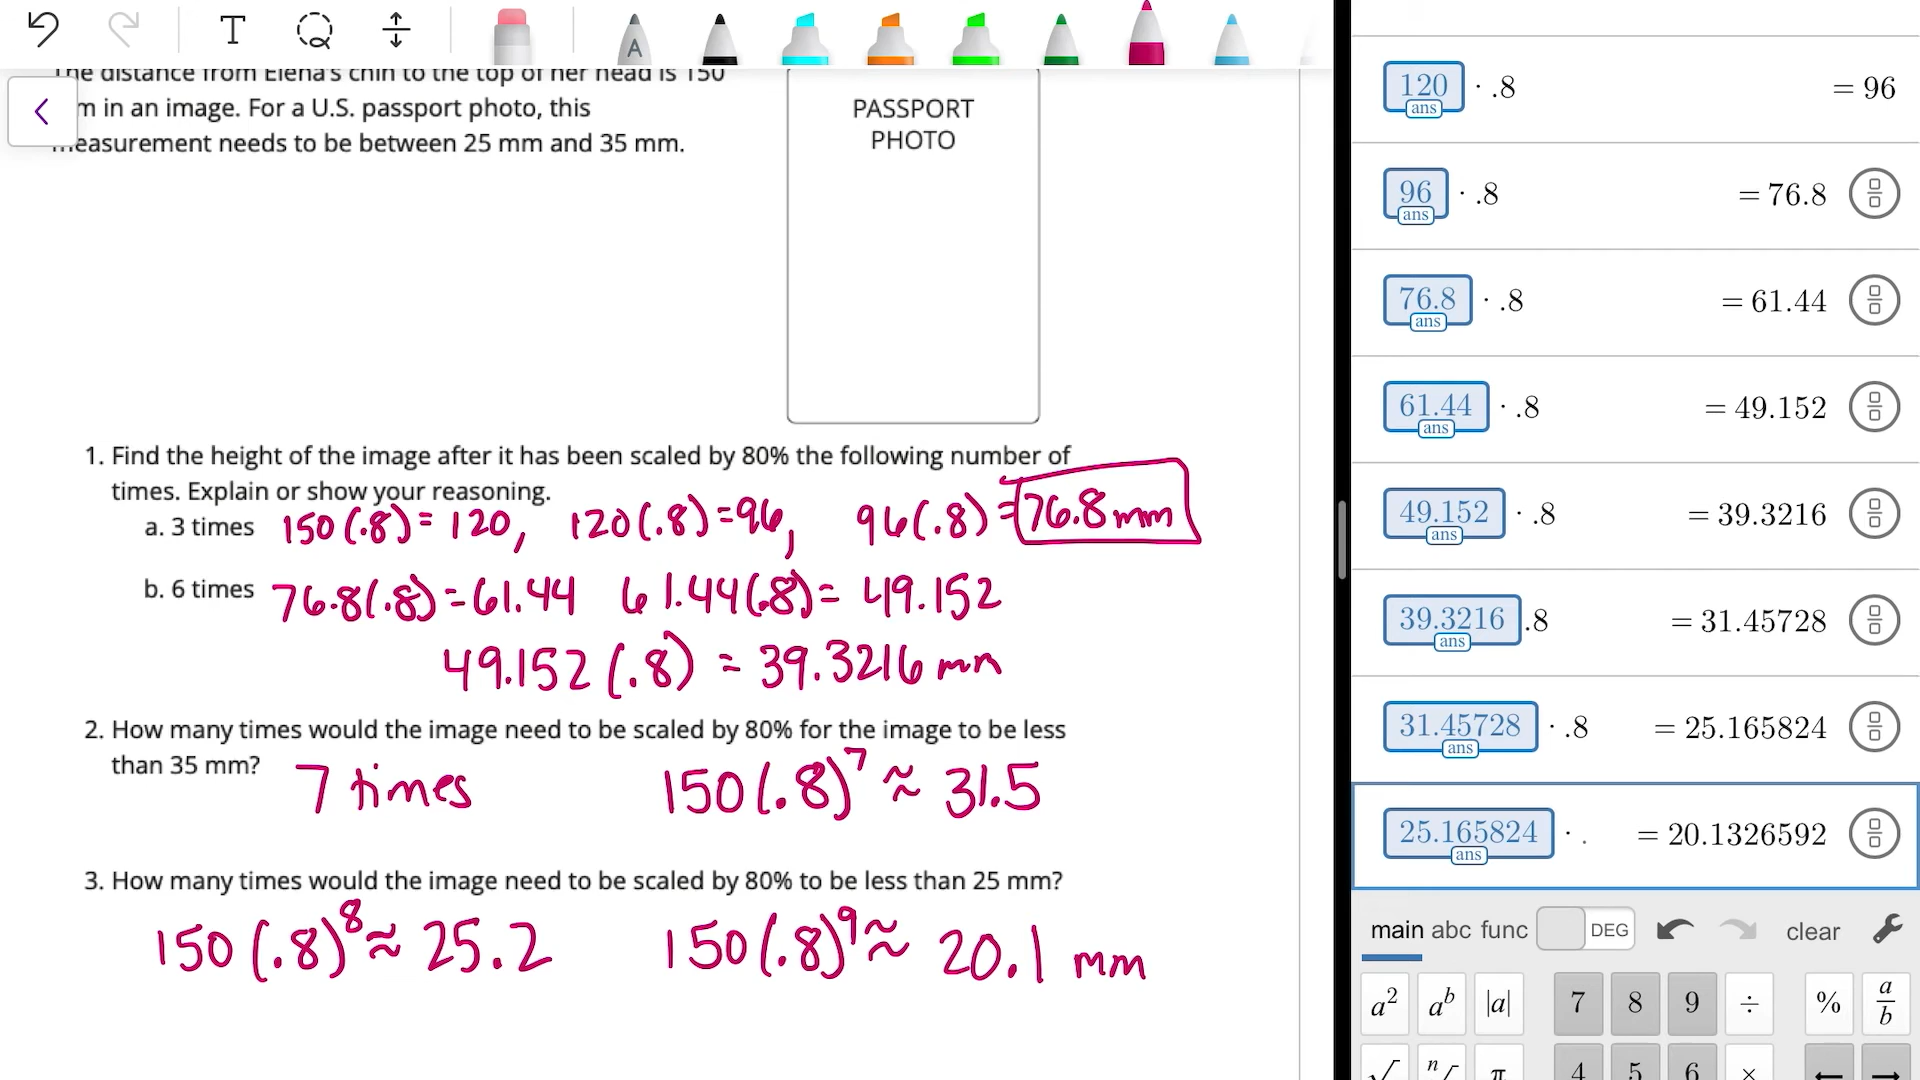 T
A
The distance from Elena's chin to the top of her head is 150
m in an image. For a U.S. passport photo, this
measurement needs to be between 25 mm and 35 mm.
PASSPORT
PHOTO
1. Find the height of the image after it has been scaled by 80% the following number of
times. Explain or show your reasoning.
a. 3 times 150(.8)= 120, 120(.8)=96, 96(.8)=76.8mm
b. 6 times 76.8(.8)=61.44 61.44(.8)= 49.152
49.152(.8) = 39.3216 mm
2. How many times would the image need to be scaled by 80% for the image to be less
than 35 mm? 7 times 150(.8)^7 ≈ 31.5
3. How many times would the image need to be scaled by 80% to be less than 25 mm?
150(.8)^8 ≈ 25.2 150(.8)^9 ≈ 20.1 mm
120 · .8 = 96
ans
96 · .8 = 76.8
ans
76.8 · .8 = 61.44
ans
61.44 · .8 = 49.152
ans
49.152 · .8 = 39.3216
ans
39.3216 .8 = 31.45728
ans
31.45728 · .8 = 25.165824
ans
25.165824 · . = 20.1326592
ans
main abc func DEG clear
a² a^b |a| 7 8 9 ÷ % a/b
√ n√ π 4 5 6 × ← →